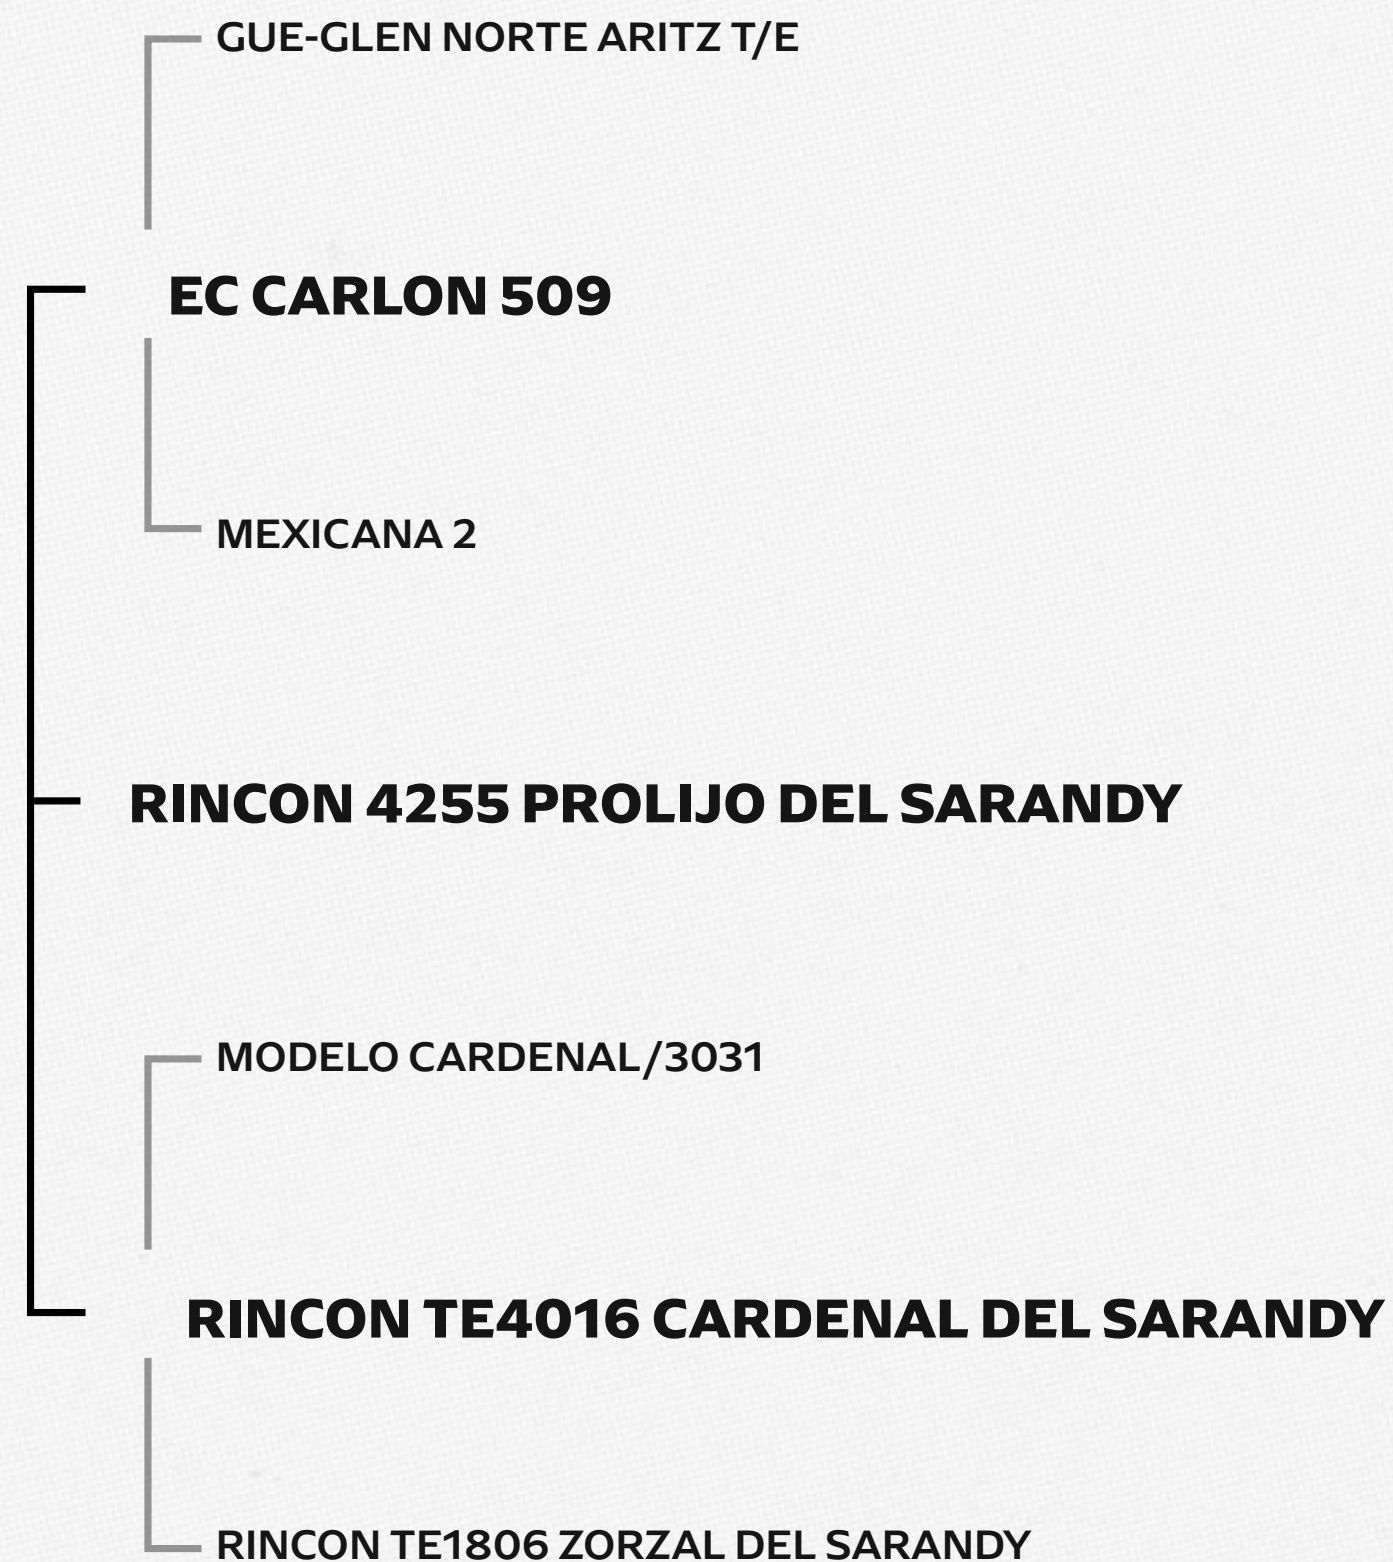 GUE-GLEN NORTE ARITZ T/E
EC CARLON 509
MEXICANA 2
RINCON 4255 PROLIJO DEL SARANDY
MODELO CARDENAL/3031
RINCON TE4016 CARDENAL DEL SARANDY
RINCON TE1806 ZORZAL DEL SARANDY